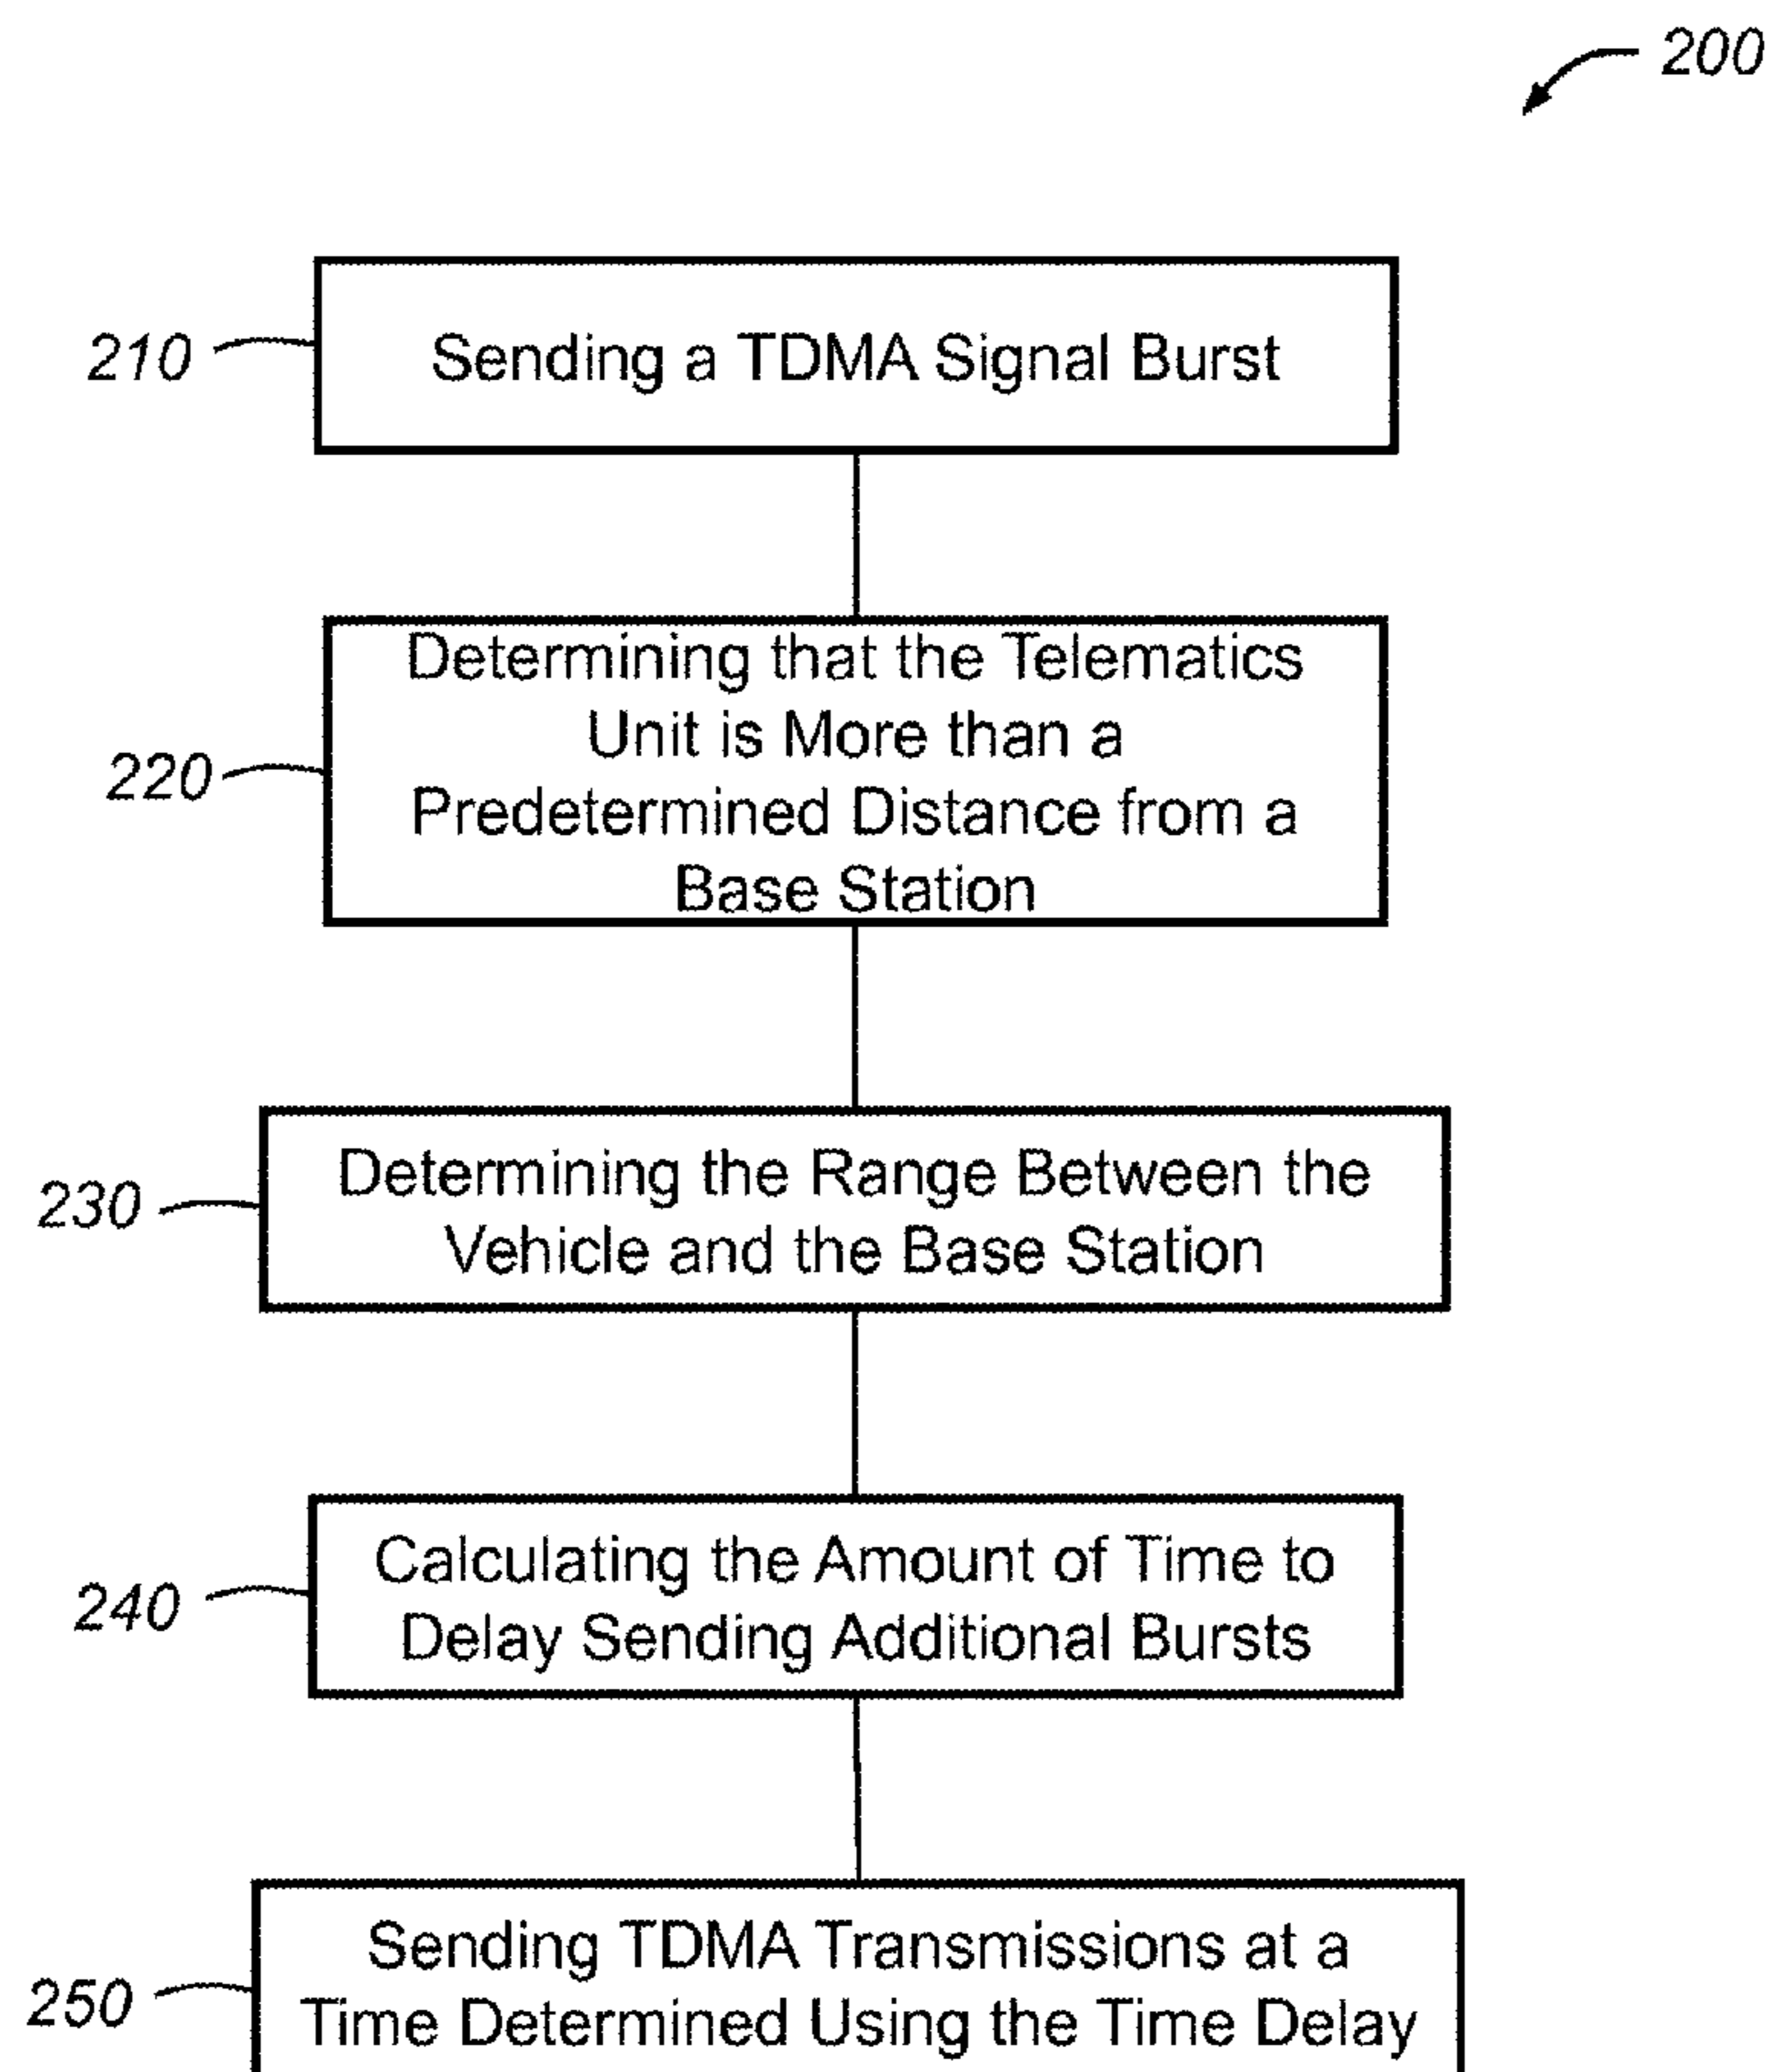 200
210
Sending a TDMA Signal Burst
220
Determining that the Telematics
Unit is More than a
Predetermined Distance from a
Base Station
230
Determining the Range Between the
Vehicle and the Base Station
240
Calculating the Amount of Time to
Delay Sending Additional Bursts
250
Sending TDMA Transmissions at a
Time Determined Using the Time Delay